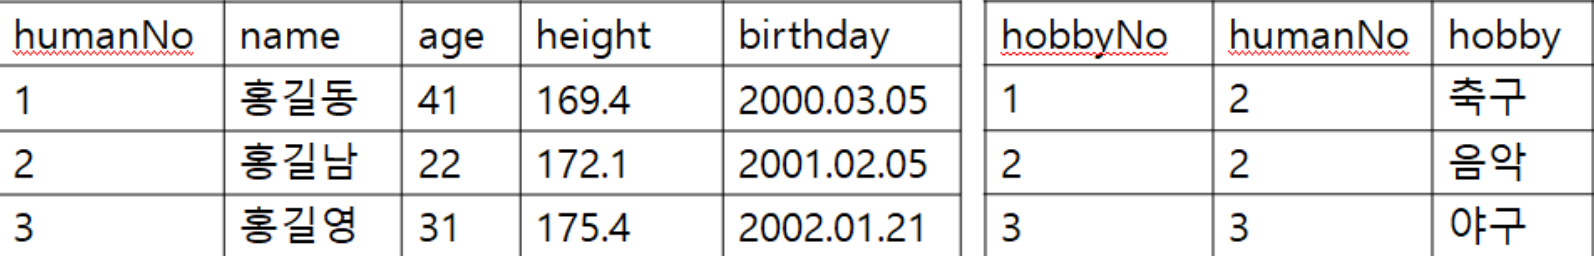 humanNo name age height birthday hobbyNo humanNo hobby
1 홍길동 41 169.4 2000.03.05 1 2 축구
2 홍길남 22 172.1 2001.02.05 2 2 음악
3 홍길영 31 175.4 2002.01.21 3 3 야구